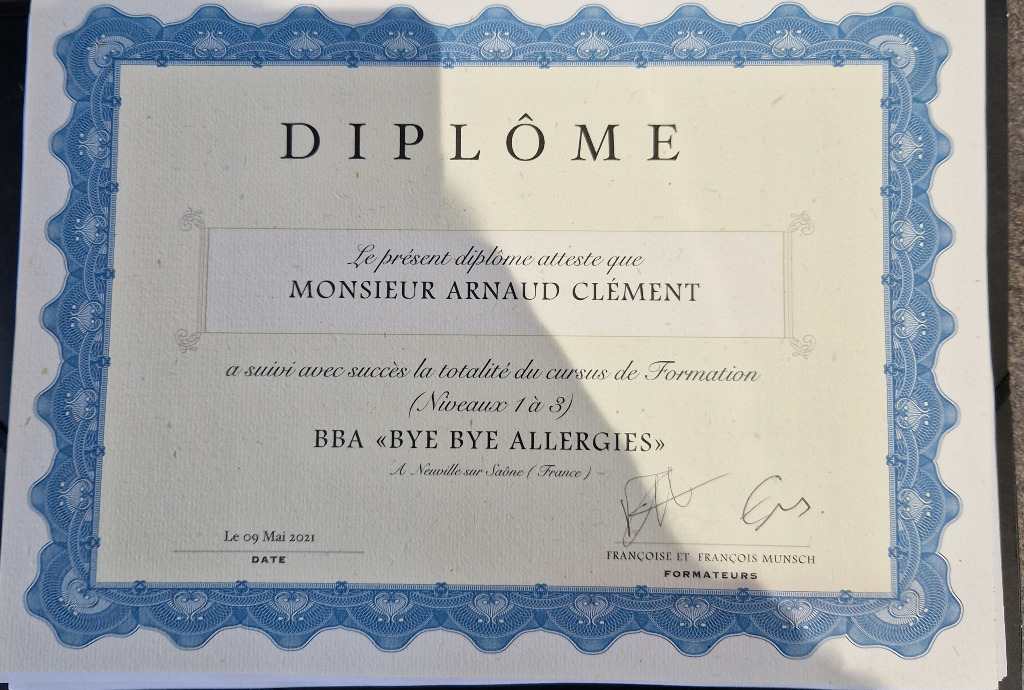 DIPLÔME
Le présent diplôme atteste que
MONSIEUR ARNAUD CLÉMENT
a suivi avec succès la totalité du cursus de Formation
(Niveaux 1 à 3)
BBA «BYE BYE ALLERGIES»
A Neuville sur Saône ( France )
Le 09 Mai 2021
DATE
FRANÇOISE ET FRANÇOIS MUNSCH
FORMATEURS